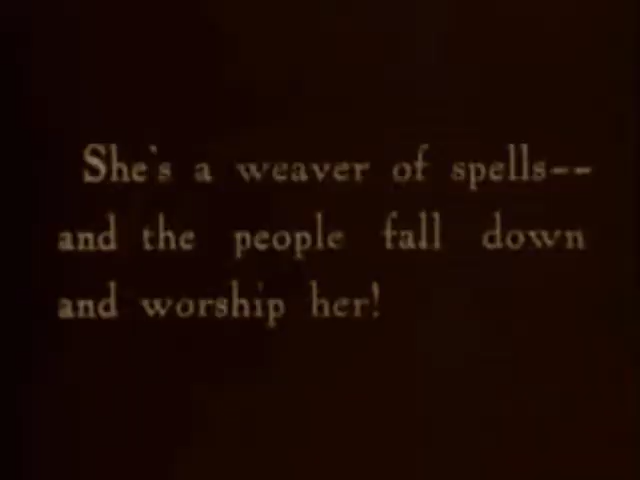 She's a weaver of spells--
and the people fall down
and worship her!